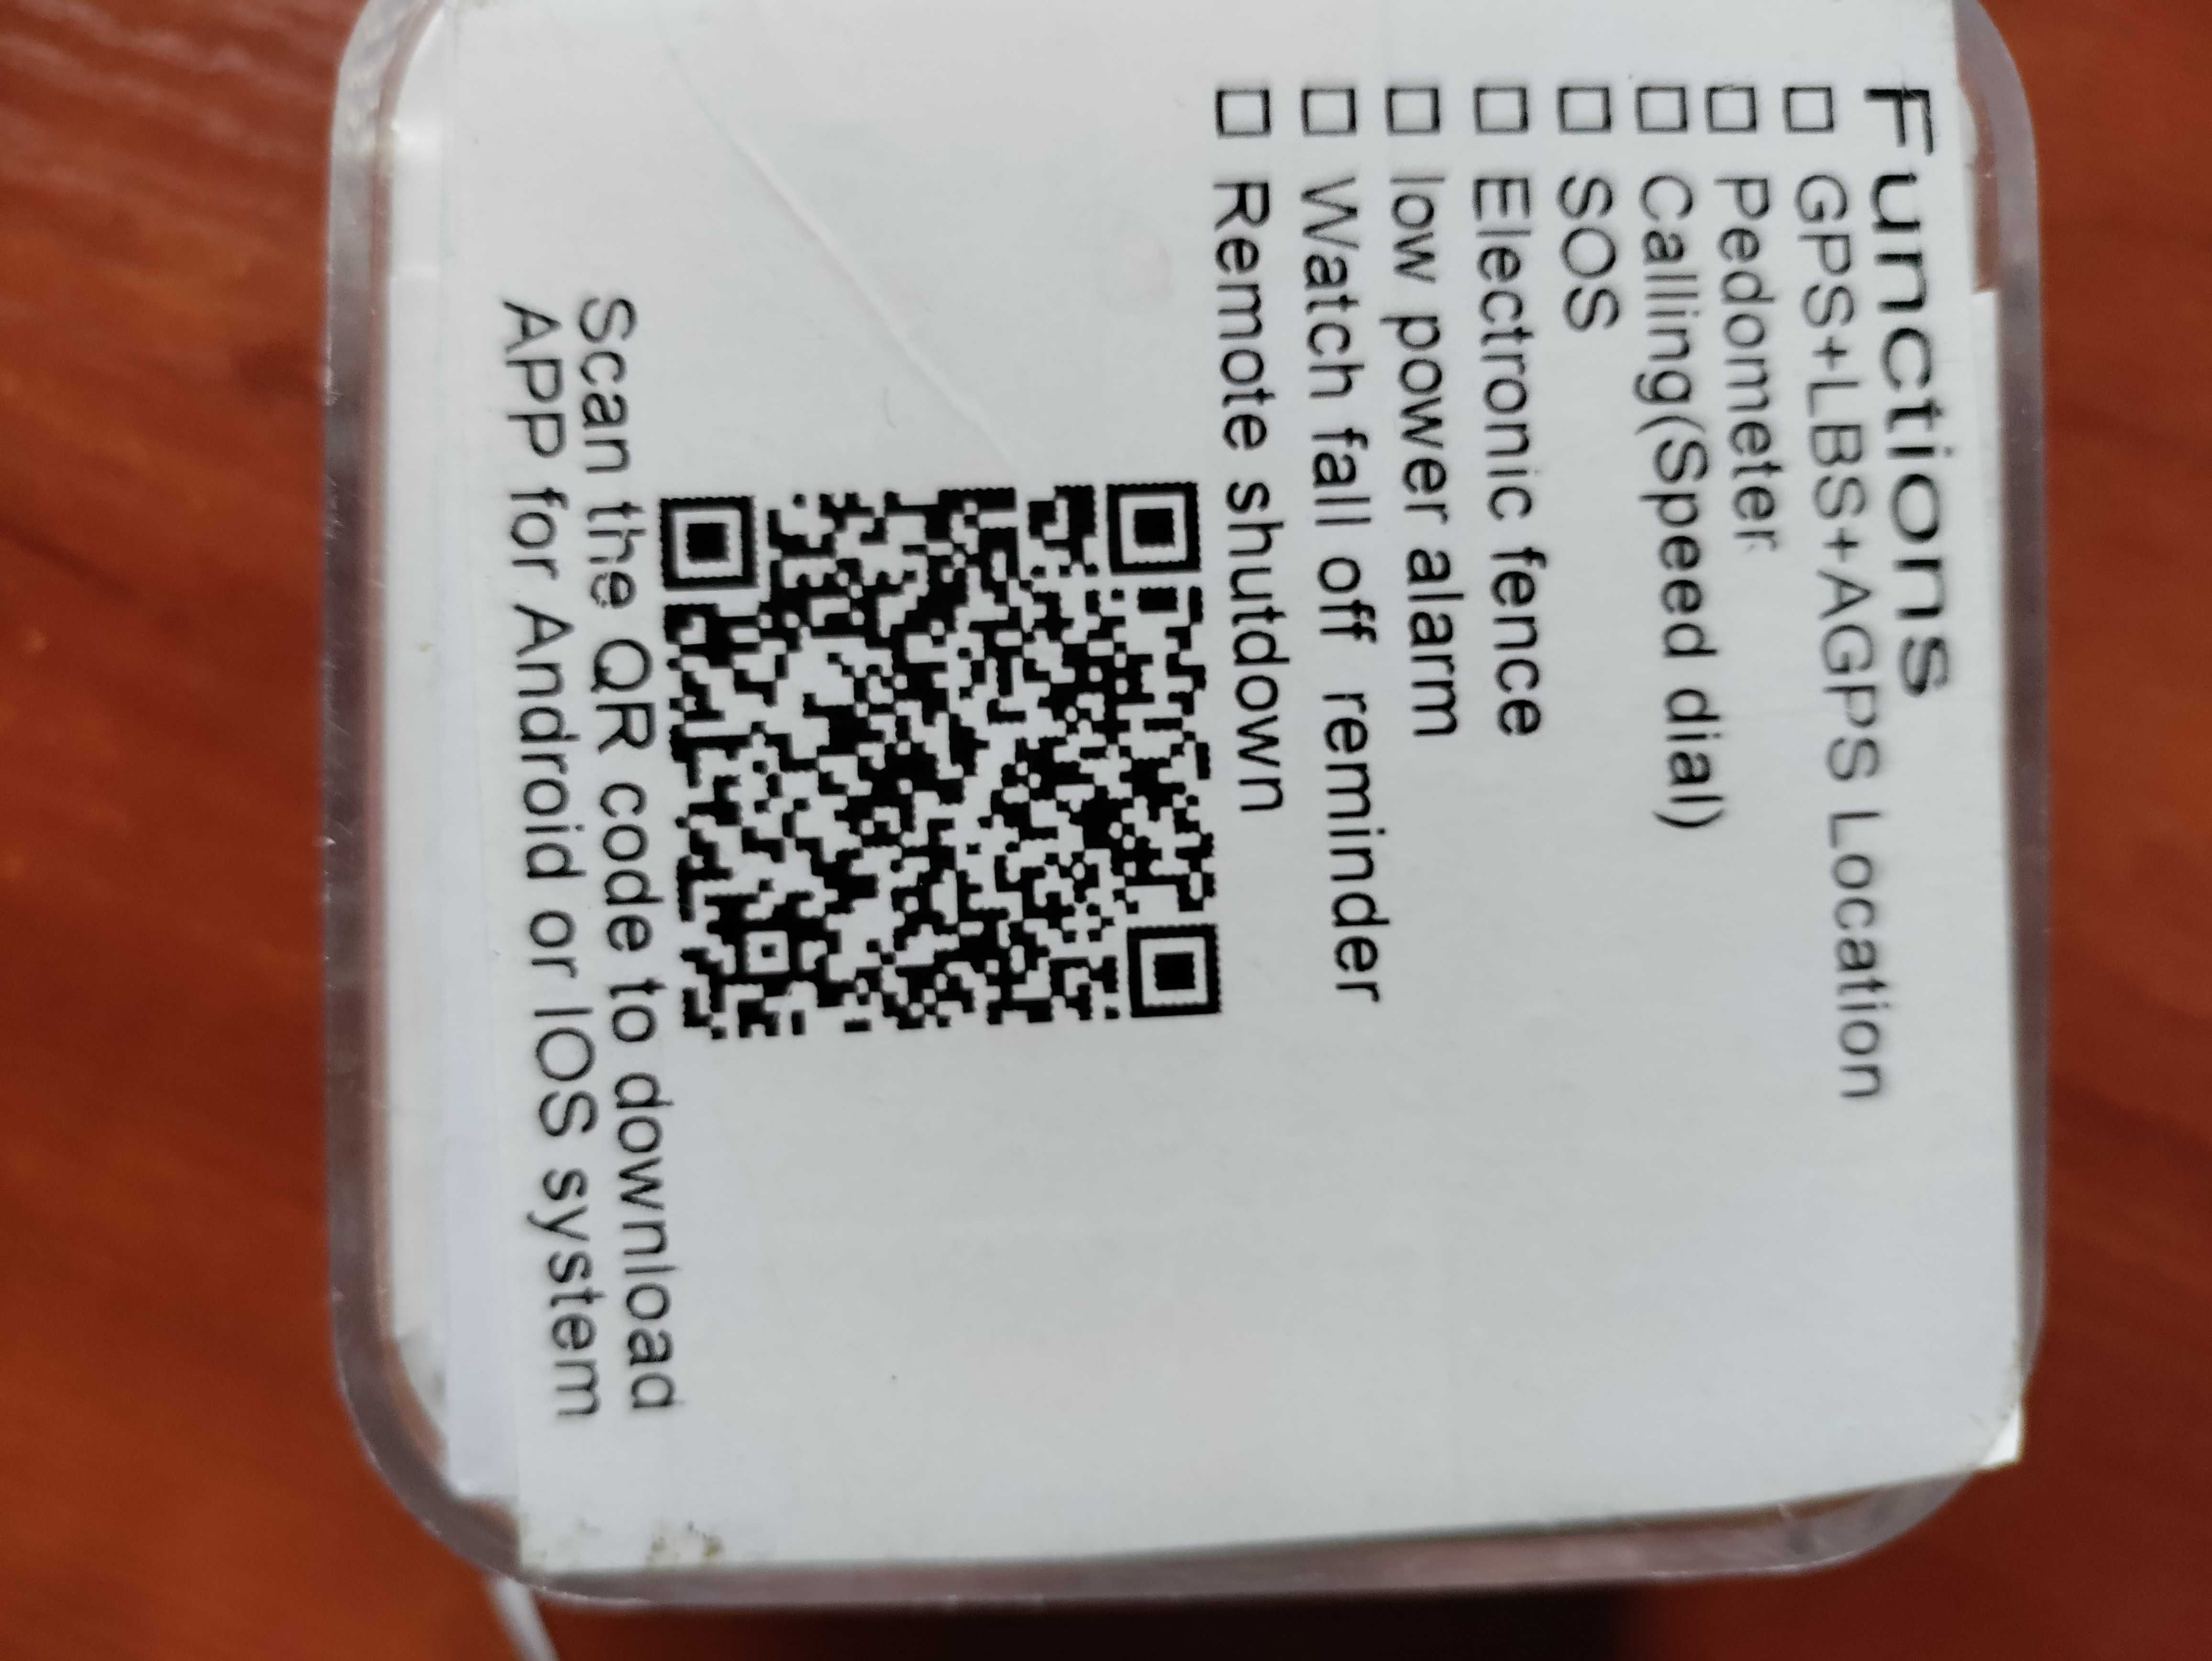 Functions
□ GPS+LBS+AGPS Location
□ Pedometer
□ Callling(Speed dial)
□ SOS
□ Electronic fence
□ low power alarm
□ Watch fall off reminder
□ Remote shutdown
Scan the QR code to download
APP for Android or IOS system